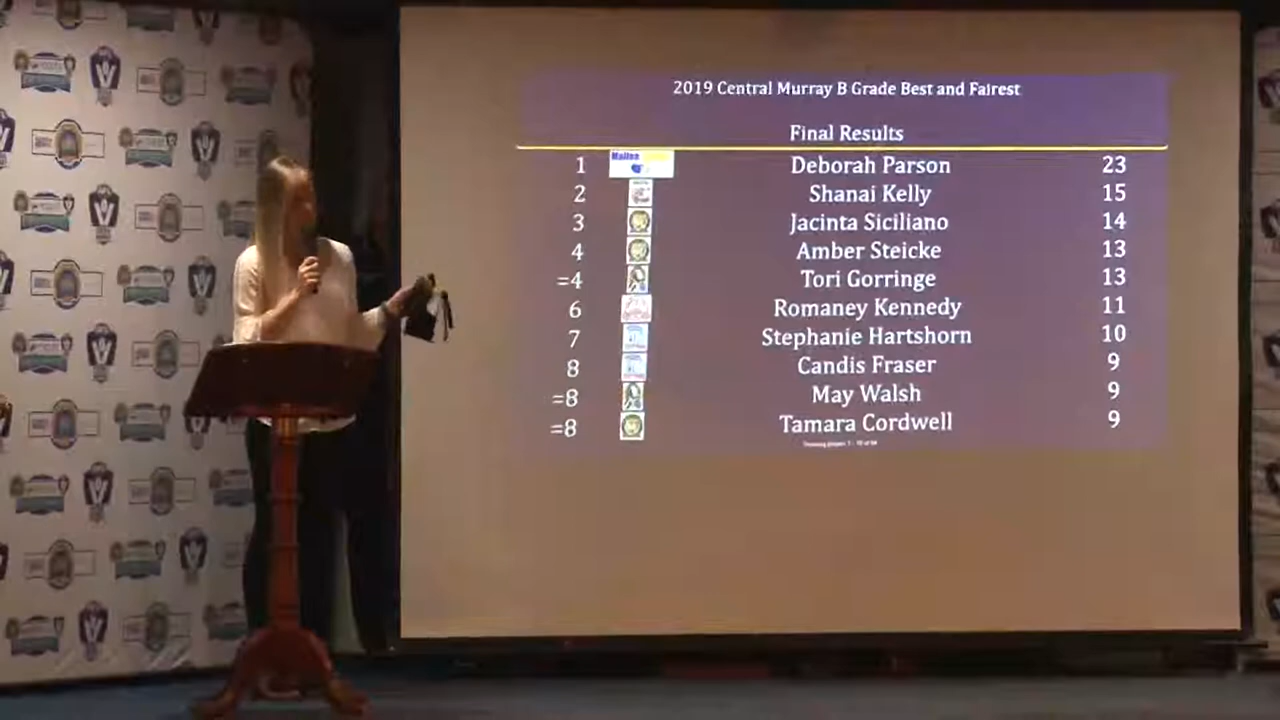 2019 Central Murray B Grade Best and Fairest
Final Results
1 Deborah Parson 23
2 Shanai Kelly 15
3 Jacinta Siciliano 14
4 Amber Steicke 13
=4 Tori Gorringe 13
6 Romaney Kennedy 11
7 Stephanie Hartshorn 10
8 Candis Fraser 9
=8 May Walsh 9
=8 Tamara Cordwell 9